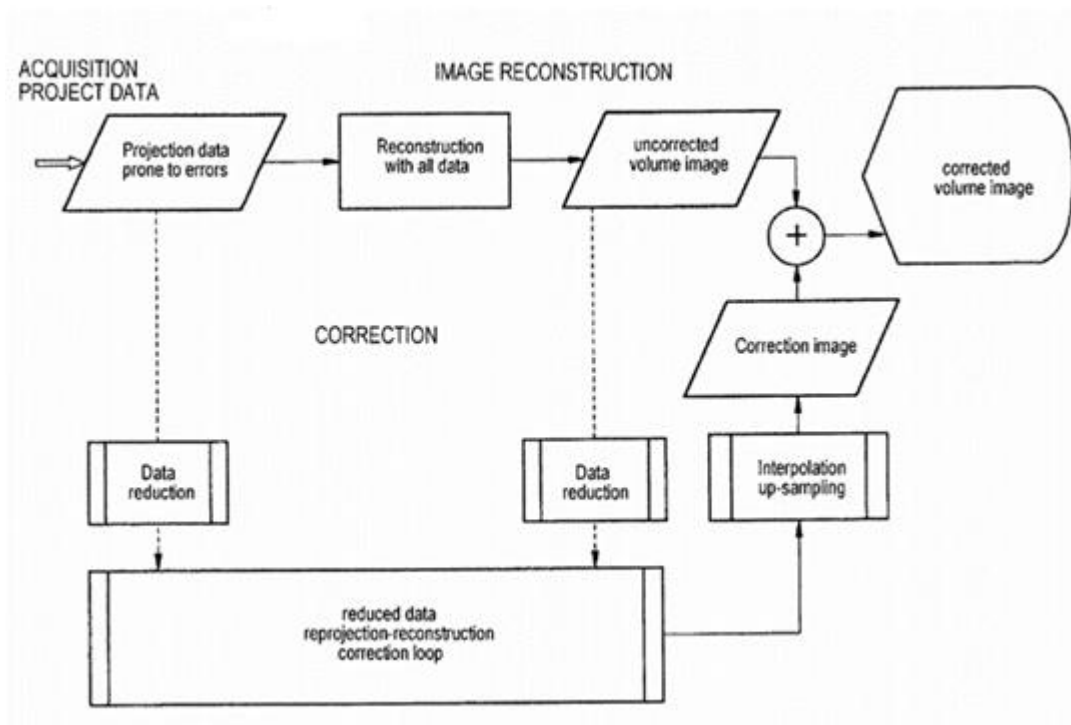 ACQUISITION
PROJECT DATA
IMAGE RECONSTRUCTION
Projection data
prone to errors
Reconstruction
with all data
uncorrected
volume image
corrected
volume image
+
CORRECTION
Correction image
Data
reduction
Data
reduction
Interpolation
up-sampling
reduced data
reprojection-reconstruction
correction loop